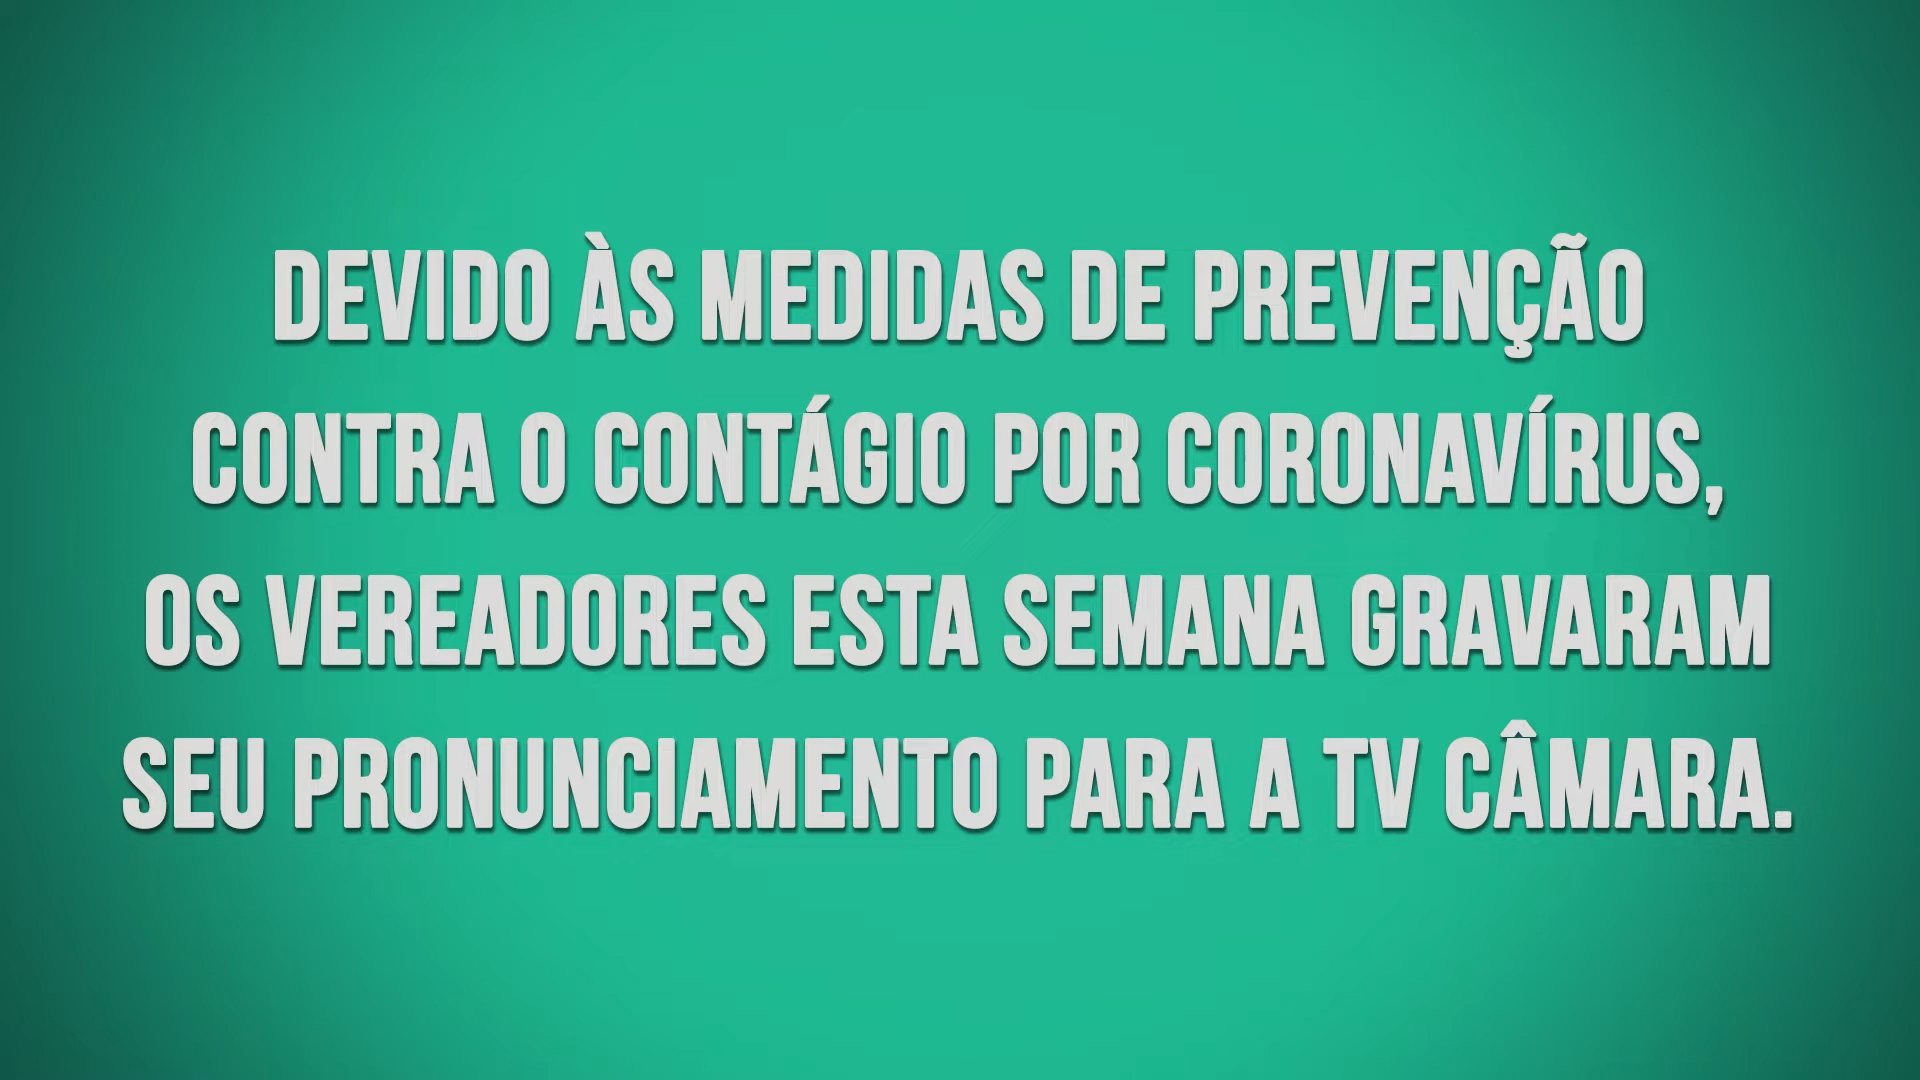 DEVIDO ÀS MEDIDAS DE PREVENÇÃO
CONTRA O CONTÁGIO POR CORONAVÍRUS,
OS VEREADORES ESTA SEMANA GRAVARAM
SEU PRONUNCIAMENTO PARA A TV CÂMARA.